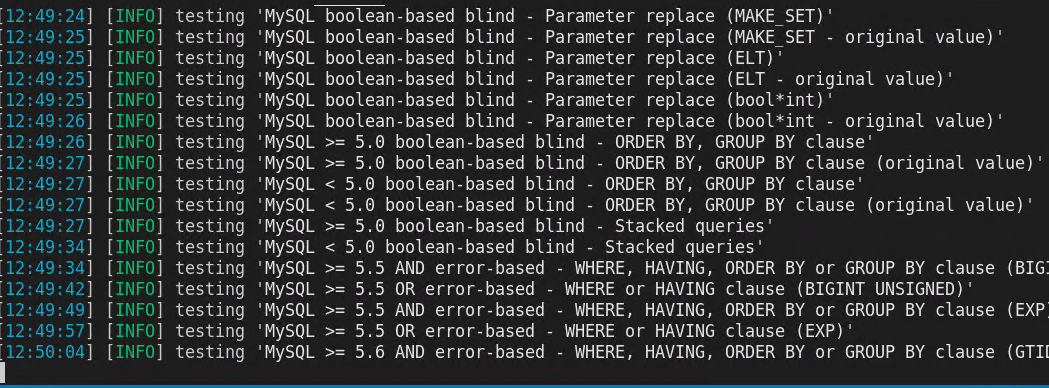 [12:49:24] [INFO] testing 'MySQL boolean-based blind - Parameter replace (MAKE_SET)'
[12:49:25] [INFO] testing 'MySQL boolean-based blind - Parameter replace (MAKE_SET - original value)'
[12:49:25] [INFO] testing 'MySQL boolean-based blind - Parameter replace (ELT)'
[12:49:25] [INFO] testing 'MySQL boolean-based blind - Parameter replace (ELT - original value)'
[12:49:25] [INFO] testing 'MySQL boolean-based blind - Parameter replace (bool*int)'
[12:49:26] [INFO] testing 'MySQL boolean-based blind - Parameter replace (bool*int - original value)'
[12:49:26] [INFO] testing 'MySQL >= 5.0 boolean-based blind - ORDER BY, GROUP BY clause'
[12:49:27] [INFO] testing 'MySQL >= 5.0 boolean-based blind - ORDER BY, GROUP BY clause (original value)'
[12:49:27] [INFO] testing 'MySQL < 5.0 boolean-based blind - ORDER BY, GROUP BY clause'
[12:49:27] [INFO] testing 'MySQL < 5.0 boolean-based blind - ORDER BY, GROUP BY clause (original value)'
[12:49:27] [INFO] testing 'MySQL >= 5.0 boolean-based blind - Stacked queries'
[12:49:34] [INFO] testing 'MySQL < 5.0 boolean-based blind - Stacked queries'
[12:49:34] [INFO] testing 'MySQL >= 5.5 AND error-based - WHERE, HAVING, ORDER BY or GROUP BY clause (BIGI
[12:49:42] [INFO] testing 'MySQL >= 5.5 OR error-based - WHERE or HAVING clause (BIGINT UNSIGNED)'
[12:49:49] [INFO] testing 'MySQL >= 5.5 AND error-based - WHERE, HAVING, ORDER BY or GROUP BY clause (EXP)
[12:49:57] [INFO] testing 'MySQL >= 5.5 OR error-based - WHERE or HAVING clause (EXP)'
[12:50:04] [INFO] testing 'MySQL >= 5.6 AND error-based - WHERE, HAVING, ORDER BY or GROUP BY clause (GTID